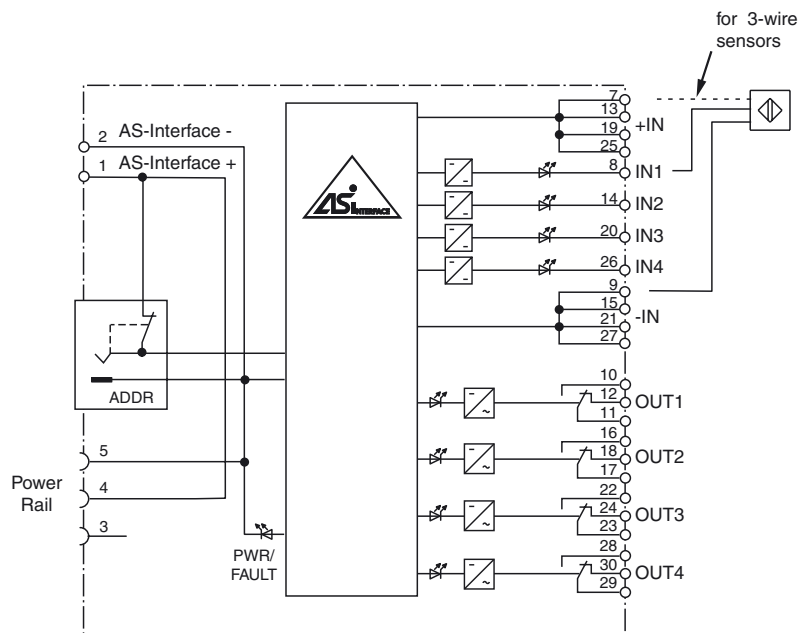 for 3-wire
sensors
2 AS-Interface -
1 AS-Interface +
ADDR
5
Power
Rail
4
3
PWR/
FAULT
ASi
INTERFACE
7
13
+IN
19
25
8 IN1
14 IN2
20 IN3
26 IN4
9
15
-IN
21
27
10
12 OUT1
11
16
18 OUT2
17
22
24 OUT3
23
28
30 OUT4
29